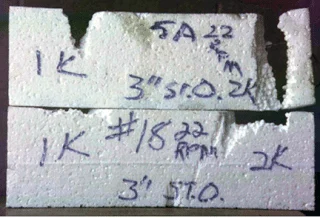 5A 22
RPM
1K
3" ST.O. 2K
1K #18 22
RPM
2K
3" ST.O.